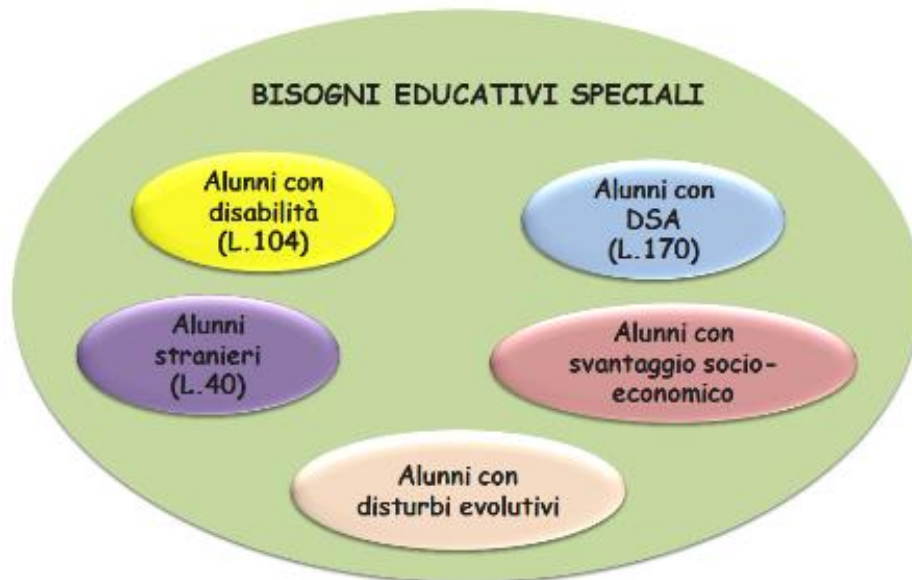 BISOGNI EDUCATIVI SPECIALI
Alunni con
disabilità
(L.104)
Alunni con
DSA
(L.170)
Alunni
stranieri
(L.40)
Alunni con
svantaggio socio-
economico
Alunni con
disturbi evolutivi